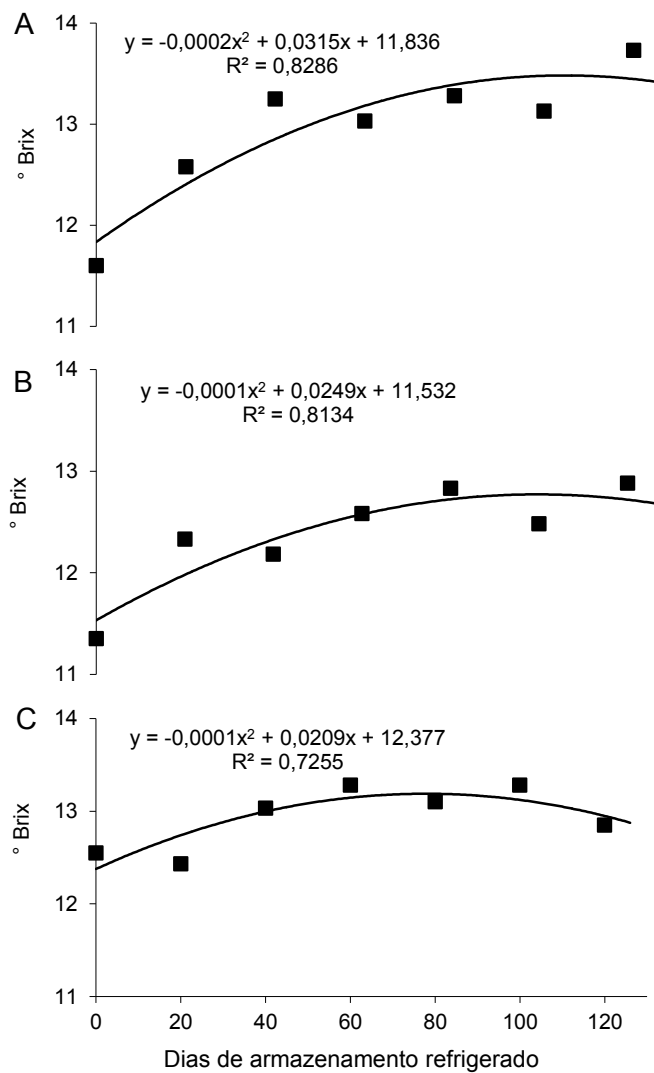 A
14
y = -0,0002x² + 0,0315x + 11,836
R² = 0,8286
13
° Brix
12
11
B
14
y = -0,0001x² + 0,0249x + 11,532
R² = 0,8134
13
° Brix
12
11
C
14
y = -0,0001x² + 0,0209x + 12,377
R² = 0,7255
13
° Brix
12
11
0 20 40 60 80 100 120
Dias de armazenamento refrigerado